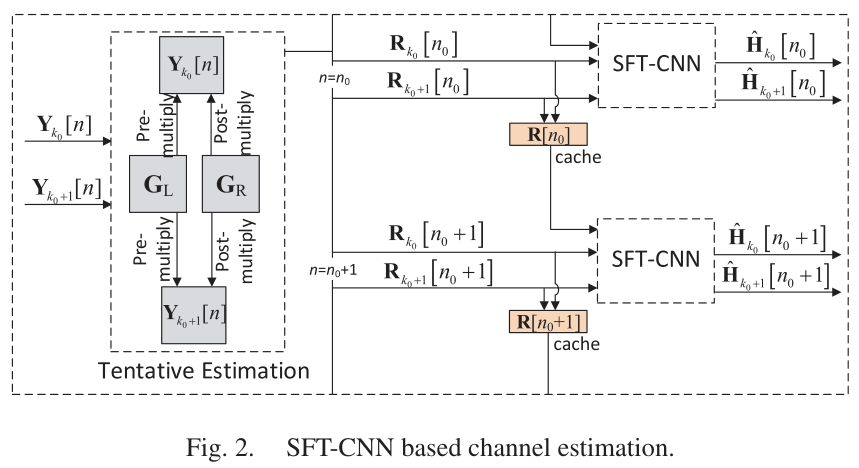 Y_{k_0}[n]
Y_{k_0+1}[n]
Y_{k_0}[n]
Pre-multiply
Post-multiply
G_L
G_R
Pre-multiply
Post-multiply
Y_{k_0+1}[n]
Tentative Estimation
n=n_0
R_{k_0}[n_0]
R_{k_0+1}[n_0]
R[n_0]
cache
SFT-CNN
Ĥ_{k_0}[n_0]
Ĥ_{k_0+1}[n_0]
n=n_0+1
R_{k_0}[n_0+1]
R_{k_0+1}[n_0+1]
R[n_0+1]
cache
SFT-CNN
Ĥ_{k_0}[n_0+1]
Ĥ_{k_0+1}[n_0+1]
Fig. 2. SFT-CNN based channel estimation.